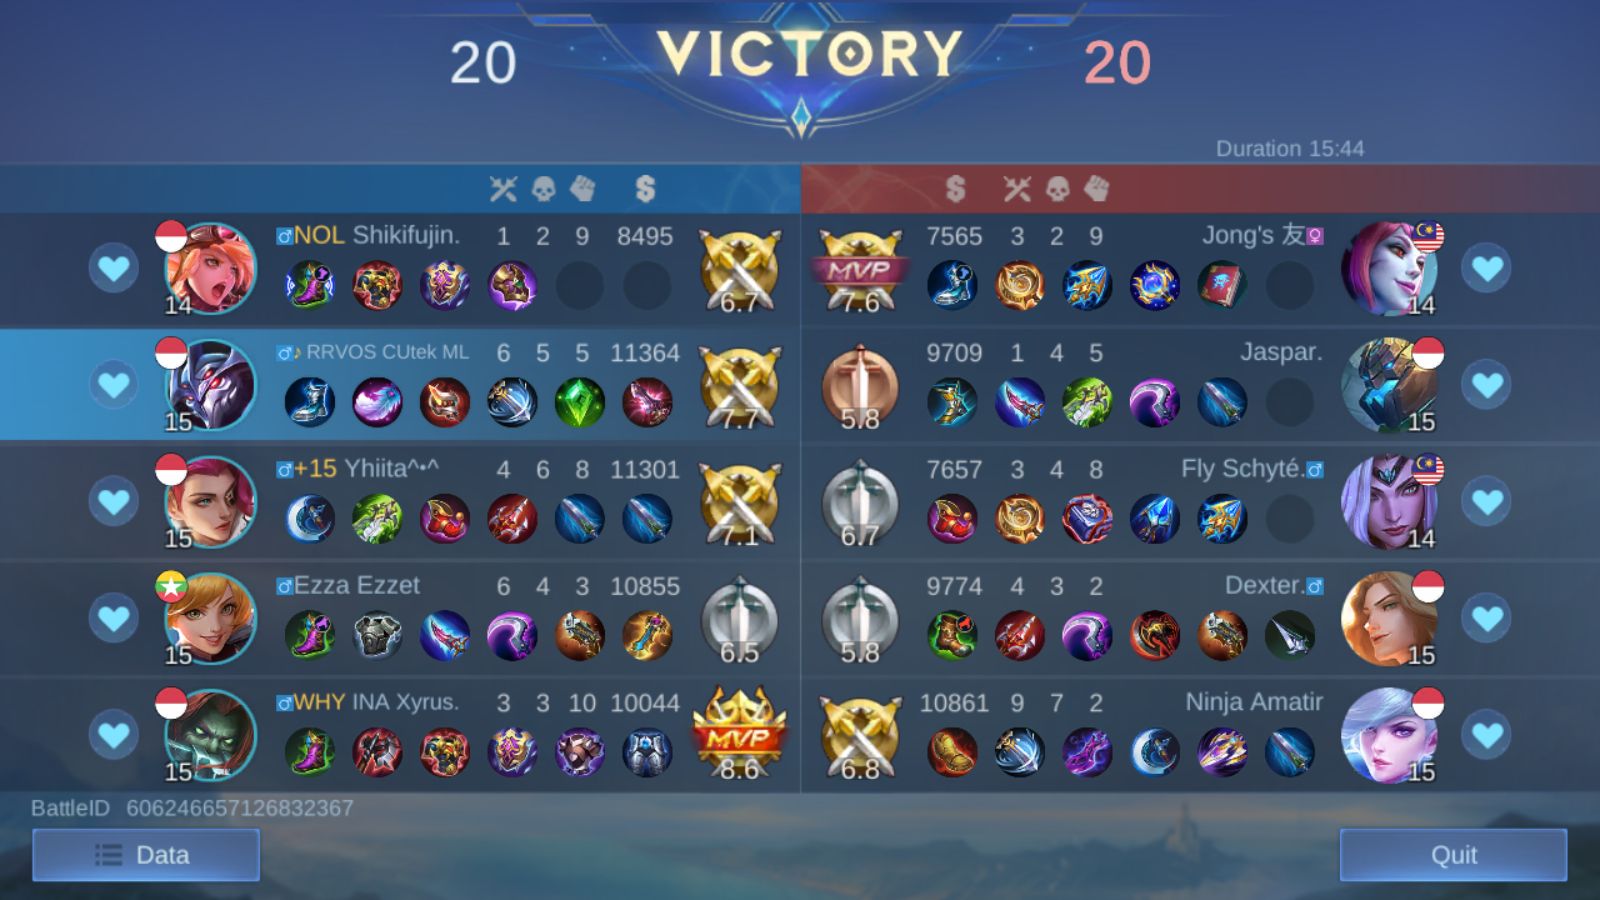 20 VICTORY 20
Duration 15:44
NOL Shikifujin. 1 2 9 8495
14 6.7
MVP 7565 3 2 9 Jong's 友
7.6 14
♪ RRVOS CUtek ML 6 5 5 11364
15 7.7
9709 1 4 5 Jaspar.
5.8 15
+15 Yhiita^•^ 4 6 8 11301
15 7.1
7657 3 4 8 Fly Schyté.
6.7 14
Ezza Ezzet 6 4 3 10855
15 6.5
9774 4 3 2 Dexter.
5.8 15
WHY INA Xyrus. 3 3 10 10044 MVP
15 8.6
10861 9 7 2 Ninja Amatir
6.8 15
BattleID 606246657126832367
Data
Quit